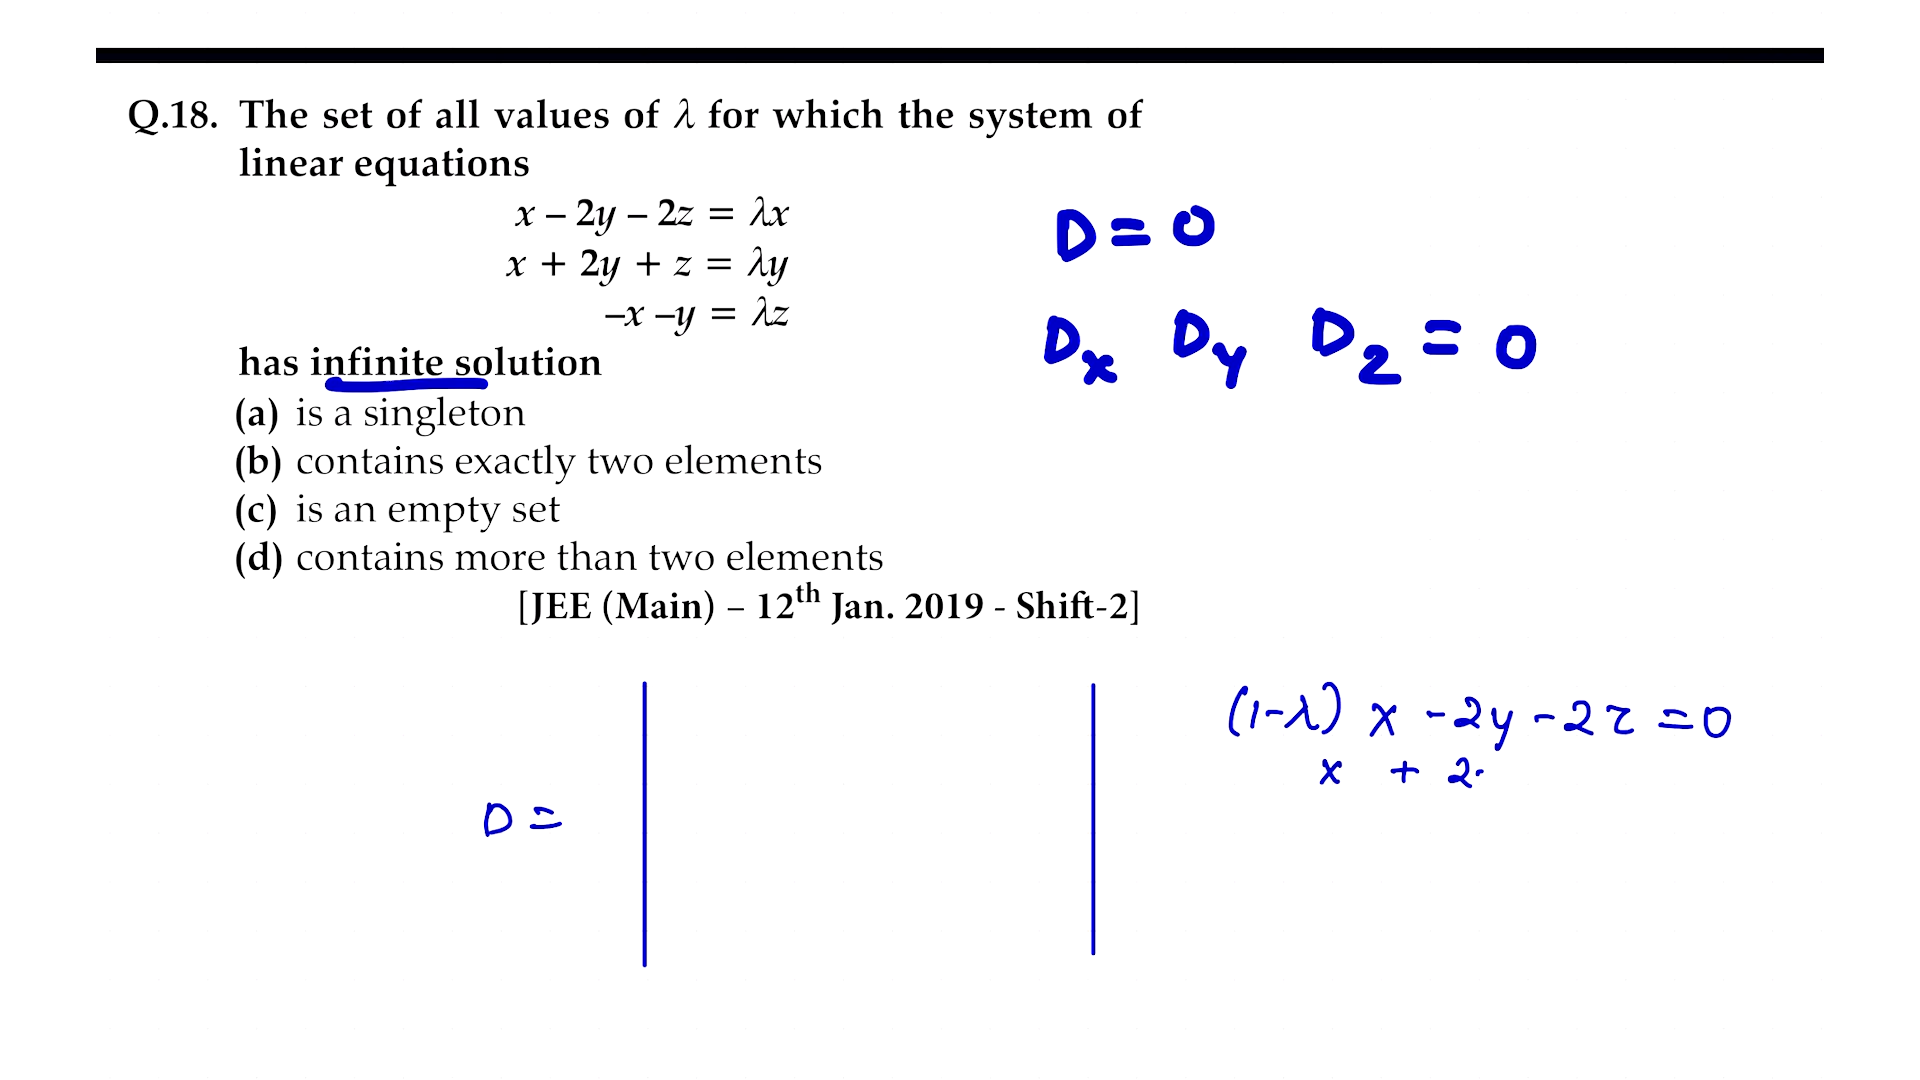 Q.18. The set of all values of λ for which the system of
linear equations
x – 2y – 2z = λx
x + 2y + z = λy
–x –y = λz
has infinite solution
(a) is a singleton
(b) contains exactly two elements
(c) is an empty set
(d) contains more than two elements
[JEE (Main) – 12th Jan. 2019 - Shift-2]
D = 0
Dx Dy Dz = 0
D =
(1-λ) x - 2y - 2z = 0
x + 2